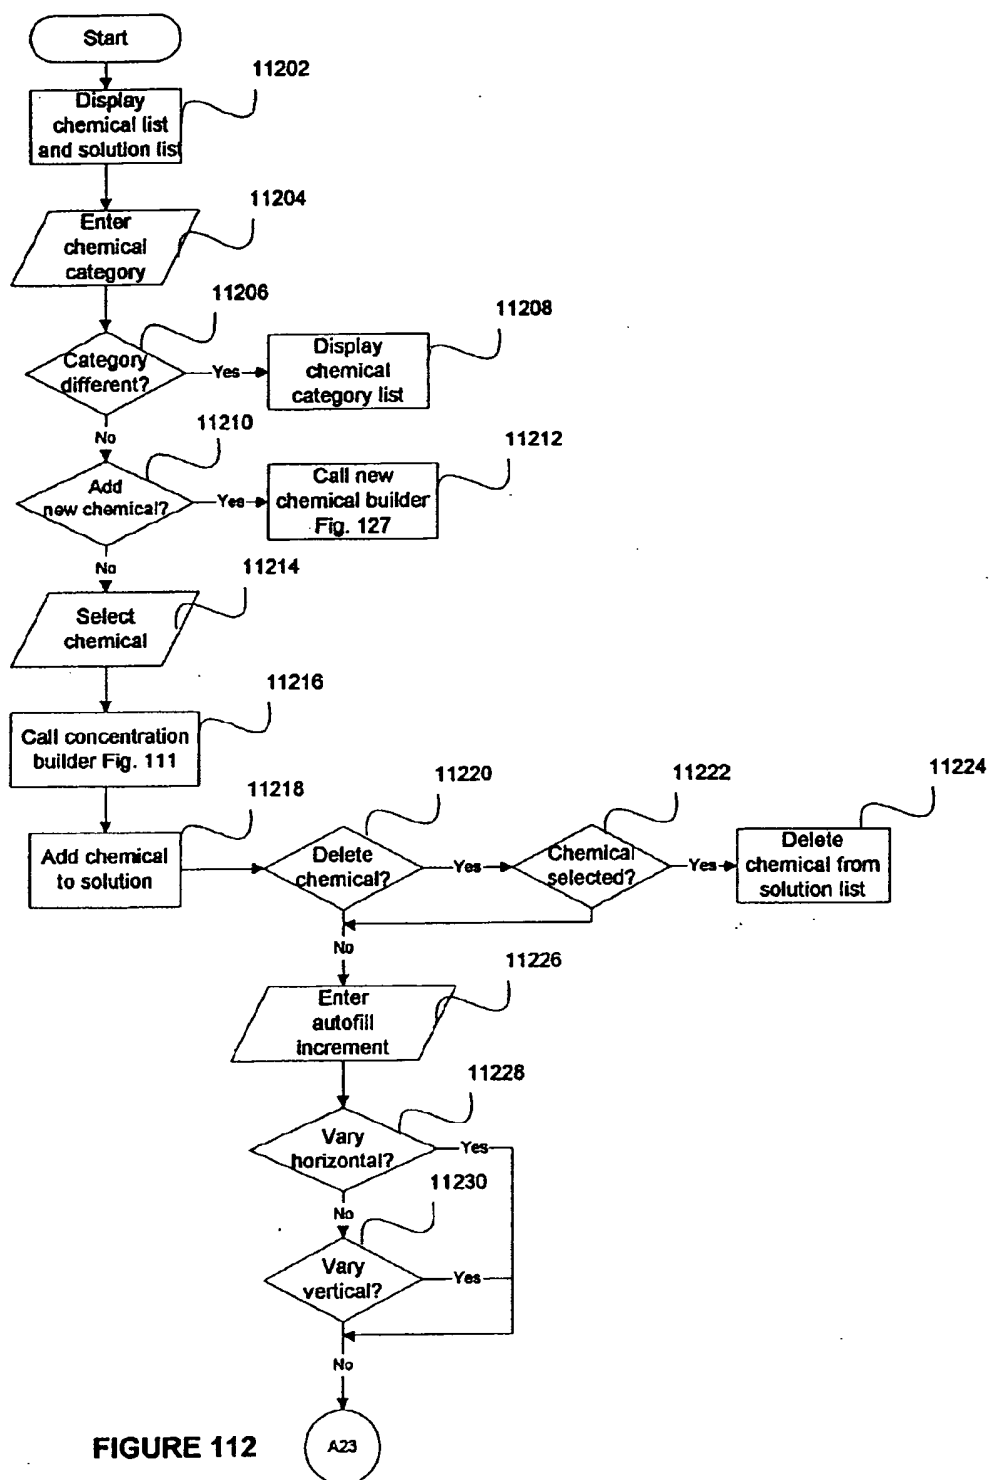 Start
11202
Display
chemical list
and solution list
11204
Enter
chemical
category
11206
Category
different?
Yes
11208
Display
chemical
category list
No
11210
Add
new chemical?
Yes
11212
Call new
chemical builder
Fig. 127
No
11214
Select
chemical
11216
Call concentration
builder Fig. 111
11218
Add chemical
to solution
11220
Delete
chemical?
Yes
11222
Chemical
selected?
Yes
11224
Delete
chemical from
solution list
No
11226
Enter
autofill
increment
11228
Vary
horizontal?
Yes
No
11230
Vary
vertical?
Yes
No
A23
FIGURE 112